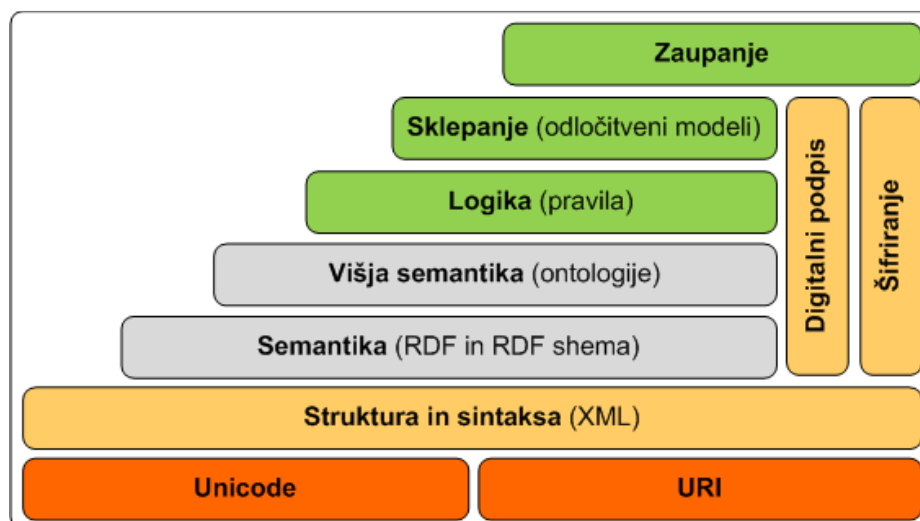 Zaupanje
Sklepanje (odločitveni modeli)
Logika (pravila)
Višja semantika (ontologije)
Semantika (RDF in RDF shema)
Digitalni podpis
Šifriranje
Struktura in sintaksa (XML)
Unicode
URI